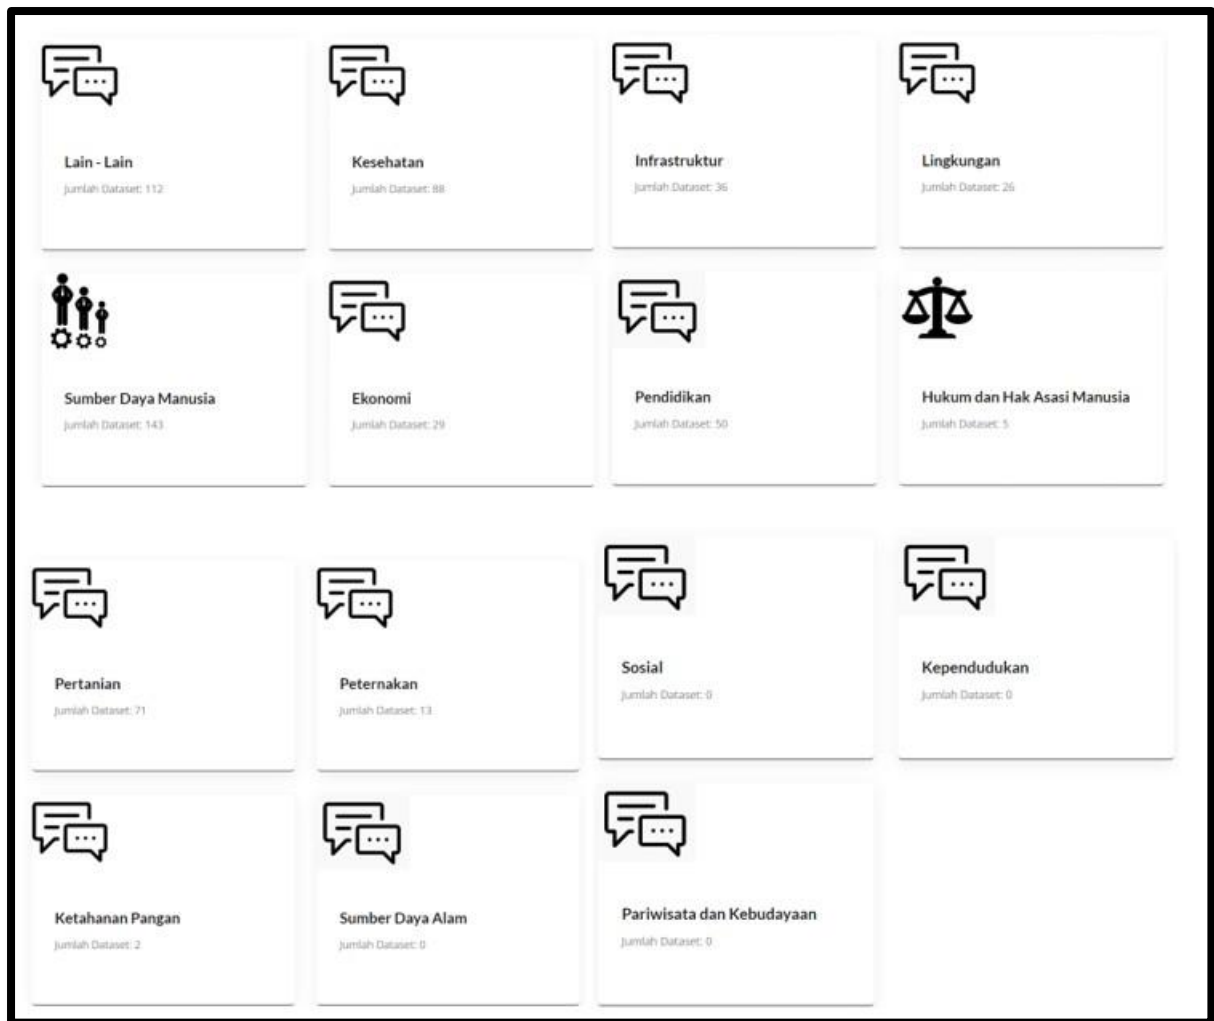 Lain - Lain
Jumlah Dataset: 112
Kesehatan
Jumlah Dataset: 88
Infrastruktur
Jumlah Dataset: 36
Lingkungan
Jumlah Dataset: 26
Sumber Daya Manusia
Jumlah Dataset: 143
Ekonomi
Jumlah Dataset: 29
Pendidikan
Jumlah Dataset: 50
Hukum dan Hak Asasi Manusia
Jumlah Dataset: 5
Pertanian
Jumlah Dataset: 71
Peternakan
Jumlah Dataset: 13
Sosial
Jumlah Dataset: 0
Kependudukan
Jumlah Dataset: 0
Ketahanan Pangan
Jumlah Dataset: 2
Sumber Daya Alam
Jumlah Dataset: 0
Pariwisata dan Kebudayaan
Jumlah Dataset: 0